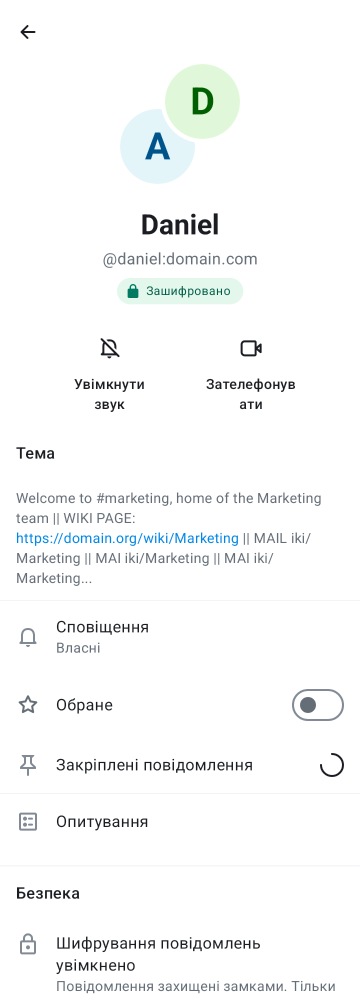 D
A
Daniel
@daniel:domain.com
Зашифровано
Увімкнути
звук
Зателефонув
ати
Тема
Welcome to #marketing, home of the Marketing
team || WIKI PAGE:
https://domain.org/wiki/Marketing || MAIL iki/
Marketing || MAI iki/Marketing || MAI iki/
Marketing...
Сповіщення
Власні
Обране
Закріплені повідомлення
Опитування
Безпека
Шифрування повідомлень
увімкнено
Повідомлення захищені замками. Тільки